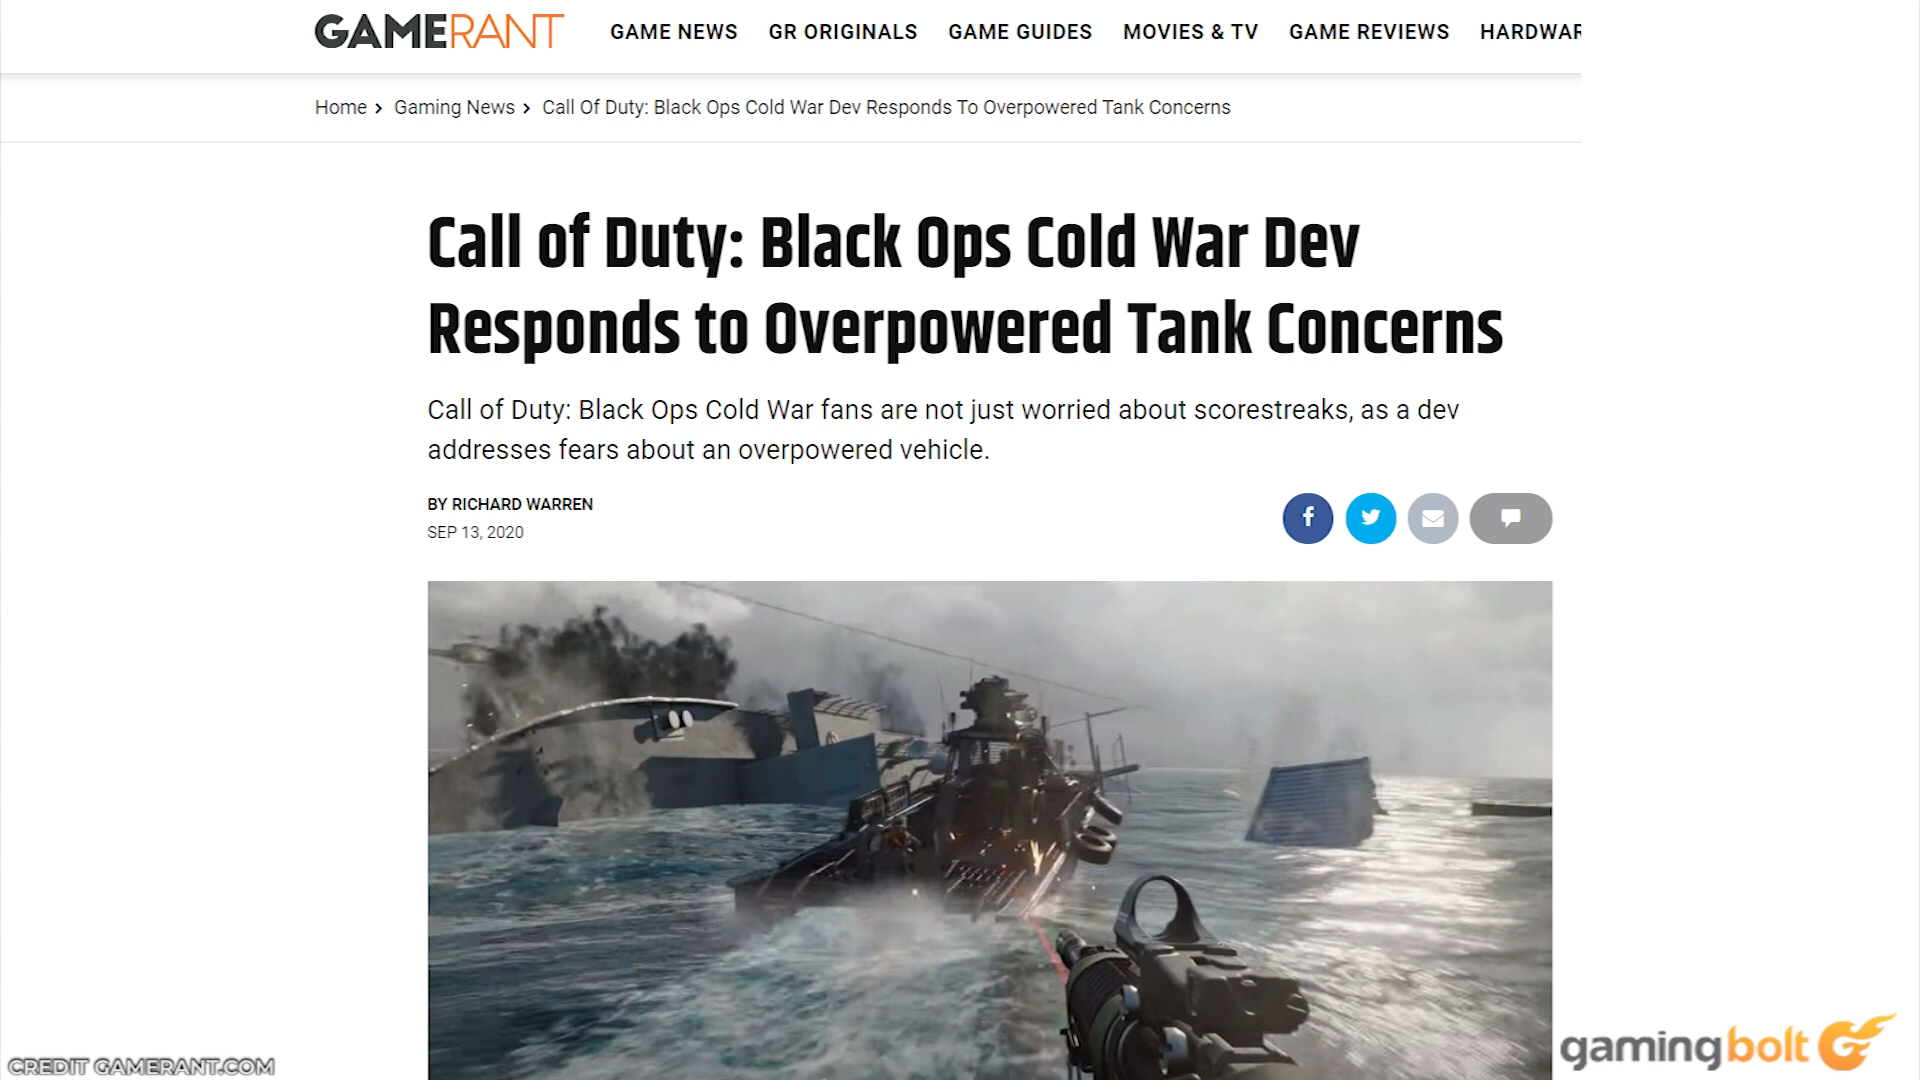 GAMERANT GAME NEWS GR ORIGINALS GAME GUIDES MOVIES & TV GAME REVIEWS HARDWAR
Home > Gaming News > Call Of Duty: Black Ops Cold War Dev Responds To Overpowered Tank Concerns
Call of Duty: Black Ops Cold War Dev
Responds to Overpowered Tank Concerns
Call of Duty: Black Ops Cold War fans are not just worried about scorestreaks, as a dev
addresses fears about an overpowered vehicle.
BY RICHARD WARREN
SEP 13, 2020
CREDIT GAMERANT.COM
gamingbolt